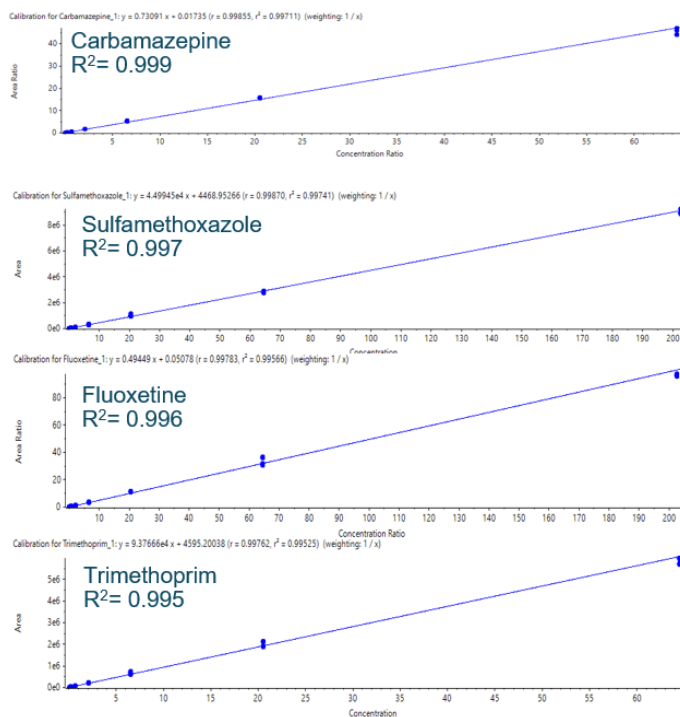 Calibration for Carbamazepine_1: y = 0.73091 x + 0.01735 (r = 0.99855, r² = 0.99711) (weighting: 1 / x)
Carbamazepine
R²= 0.999
Area Ratio
40
30
20
10
0
5 10 15 20 25 30 35 40 45 50 55 60
Concentration Ratio
Calibration for Sulfamethoxazole_1: y = 4.49945e4 x + 4468.95266 (r = 0.99870, r² = 0.99741) (weighting: 1 / x)
Sulfamethoxazole
R²= 0.997
Area
8e6
6e6
4e6
2e6
0e0
10 20 30 40 50 60 70 80 90 100 110 120 130 140 150 160 170 180 190 200
Concentration
Calibration for Fluoxetine_1: y = 0.49449 x + 0.05078 (r = 0.99783, r² = 0.99566) (weighting: 1 / x)
Fluoxetine
R²= 0.996
Area Ratio
80
60
40
20
0
10 20 30 40 50 60 70 80 90 100 110 120 130 140 150 160 170 180 190 200
Concentration Ratio
Calibration for Trimethoprim_1: y = 9.37666e4 x + 4595.20038 (r = 0.99762, r² = 0.99525) (weighting: 1 / x)
Trimethoprim
R²= 0.995
Area
5e6
4e6
3e6
2e6
1e6
0e0
5 10 15 20 25 30 35 40 45 50 55 60
Concentration